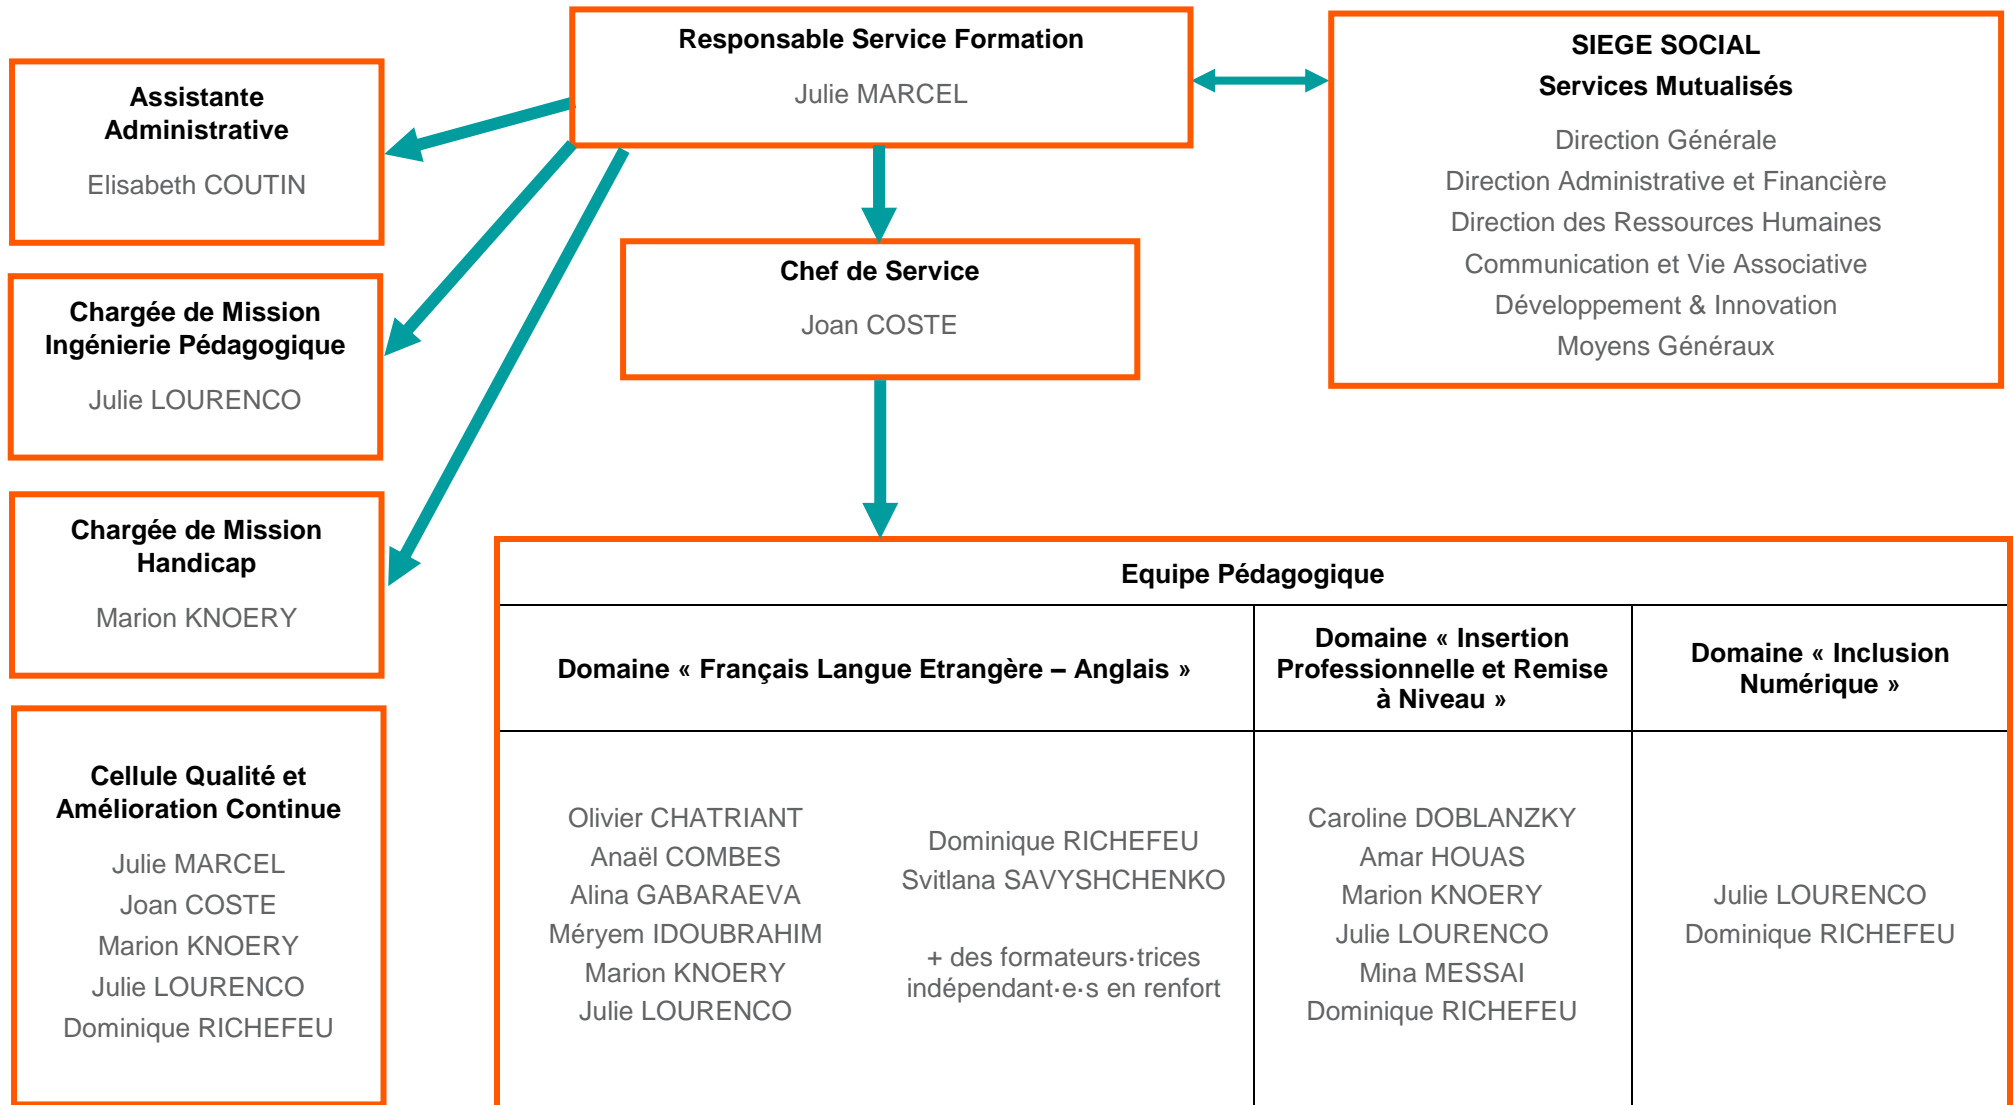 Responsable Service Formation
Julie MARCEL
SIEGE SOCIAL
Services Mutualisés
Direction Générale
Direction Administrative et Financière
Direction des Ressources Humaines
Communication et Vie Associative
Développement & Innovation
Moyens Généraux
Assistante
Administrative
Elisabeth COUTIN
Chef de Service
Joan COSTE
Chargée de Mission
Ingénierie Pédagogique
Julie LOURENCO
Chargée de Mission
Handicap
Marion KNOERY
Cellule Qualité et
Amélioration Continue
Julie MARCEL
Joan COSTE
Marion KNOERY
Julie LOURENCO
Dominique RICHEFEU
Equipe Pédagogique
Domaine « Français Langue Etrangère – Anglais »
Olivier CHATRIANT
Anaël COMBES
Alina GABARAEVA
Méryem IDOUBRAHIM
Marion KNOERY
Julie LOURENCO
Dominique RICHEFEU
Svitlana SAVYSHCHENKO
+ des formateurs·trices
indépendant·e·s en renfort
Domaine « Insertion
Professionnelle et Remise
à Niveau »
Caroline DOBLANZKY
Amar HOUAS
Marion KNOERY
Julie LOURENCO
Mina MESSAI
Dominique RICHEFEU
Domaine « Inclusion
Numérique »
Julie LOURENCO
Dominique RICHEFEU